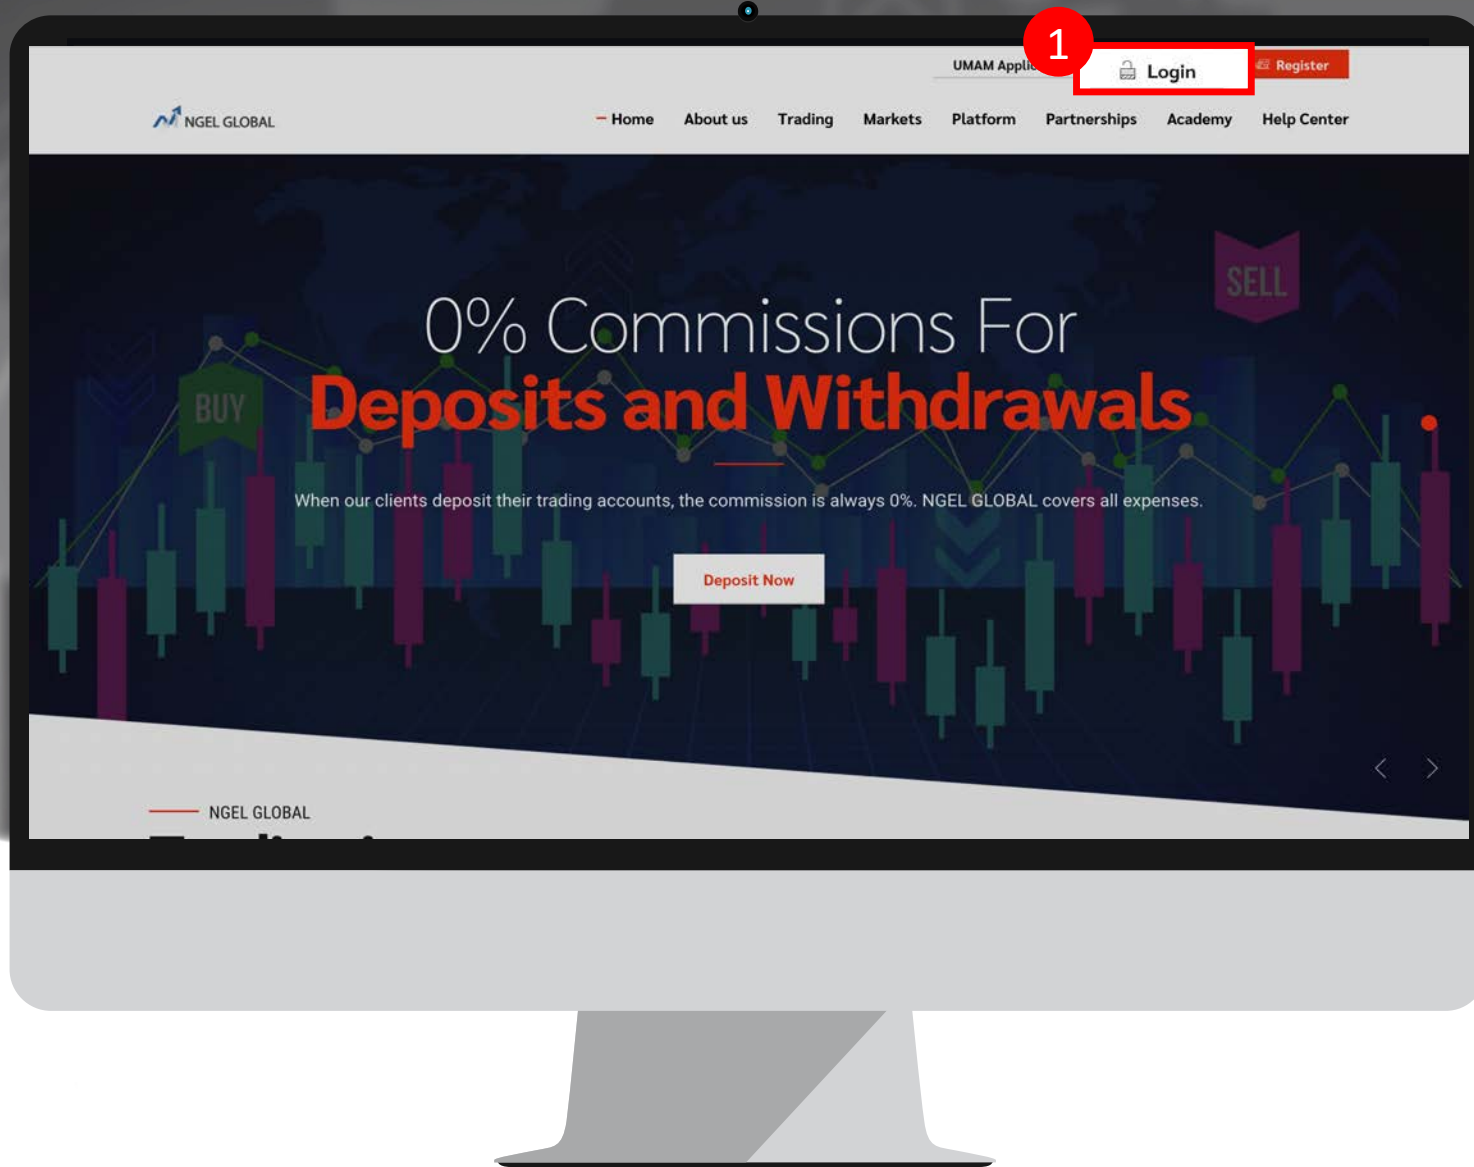 1
UMAM Appli
Login
Register
NGEL GLOBAL
Home About us Trading Markets Platform Partnerships Academy Help Center
SELL
0% Commissions For
BUY
Deposits and Withdrawals
When our clients deposit their trading accounts, the commission is always 0%. NGEL GLOBAL covers all expenses.
Deposit Now
NGEL GLOBAL